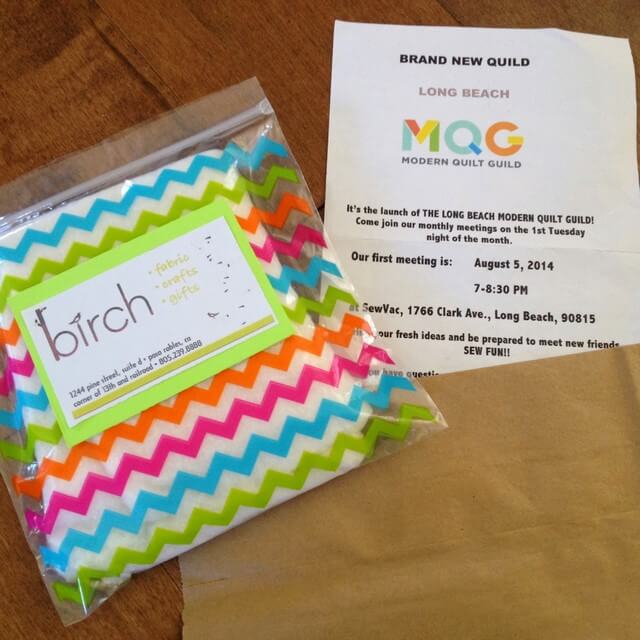 BRAND NEW QUILD
LONG BEACH
MQG
MODERN QUILT GUILD
It's the launch of THE LONG BEACH MODERN QUILT GUILD!
Come join our monthly meetings on the 1st Tuesday
night of the month.
Our first meeting is: August 5, 2014
7-8:30 PM
at SewVac, 1766 Clark Ave., Long Beach, 90815
our fresh ideas and be prepared to meet new friends
SEW FUN!!
you have
birch
• fabric
• crafts
• gifts
1244 pine street, suite d • paso robles, ca
corner of 13th and railroad • 805.239.8888